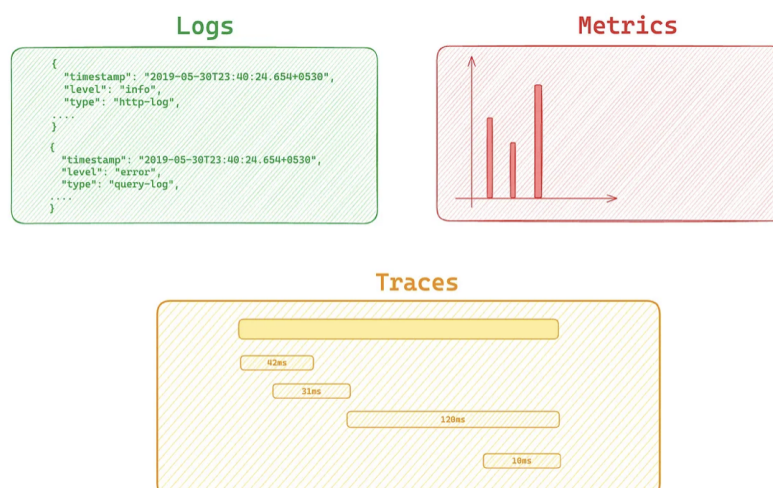 Logs
{
"timestamp": "2019-05-30T23:40:24.654+0530",
"level": "info",
"type": "http-log",
....
}
{
"timestamp": "2019-05-30T23:40:24.654+0530",
"level": "error",
"type": "query-log",
....
}
Metrics
Traces
42ms
31ms
120ms
10ms